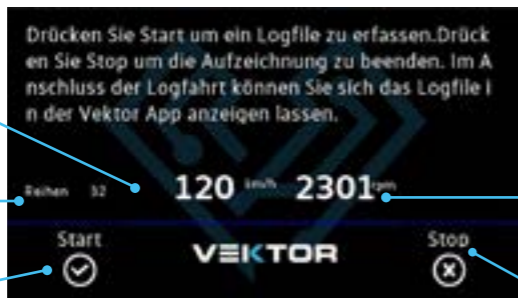 Drücken Sie Start um ein Logfile zu erfassen.Drück
en Sie Stop um die Aufzeichnung zu beenden. Im A
nschluss der Logfahrt können Sie sich das Logfile i
n der Vektor App anzeigen lassen.
Reihen 32 120 km/h 2301 rpm
Start VEKTOR Stop